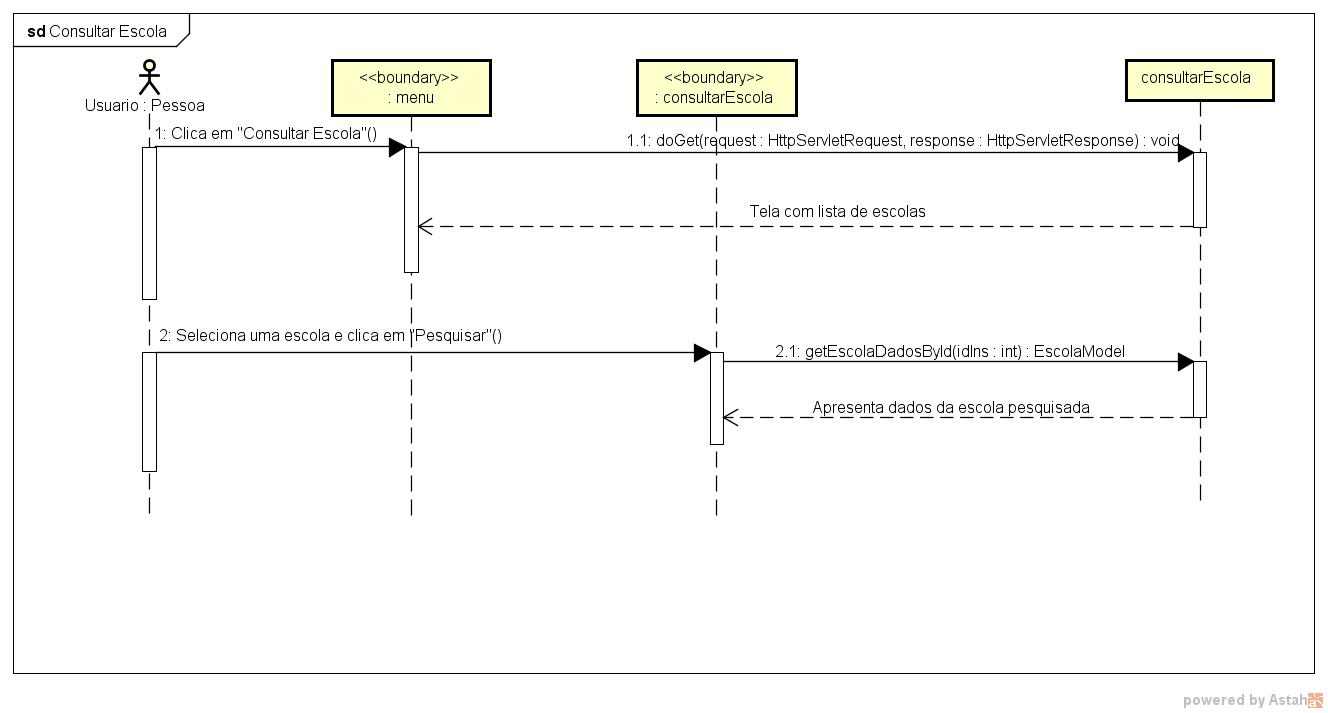 sd Consultar Escola
Usuario : Pessoa
<<boundary>>
: menu
<<boundary>>
: consultarEscola
consultarEscola
1: Clica em "Consultar Escola"()
1.1: doGet(request : HttpServletRequest, response : HttpServletResponse) : void
Tela com lista de escolas
2: Seleciona uma escola e clica em "Pesquisar"()
2.1: getEscolaDadosById(idIns : int) : EscolaModel
Apresenta dados da escola pesquisada
powered by Astah